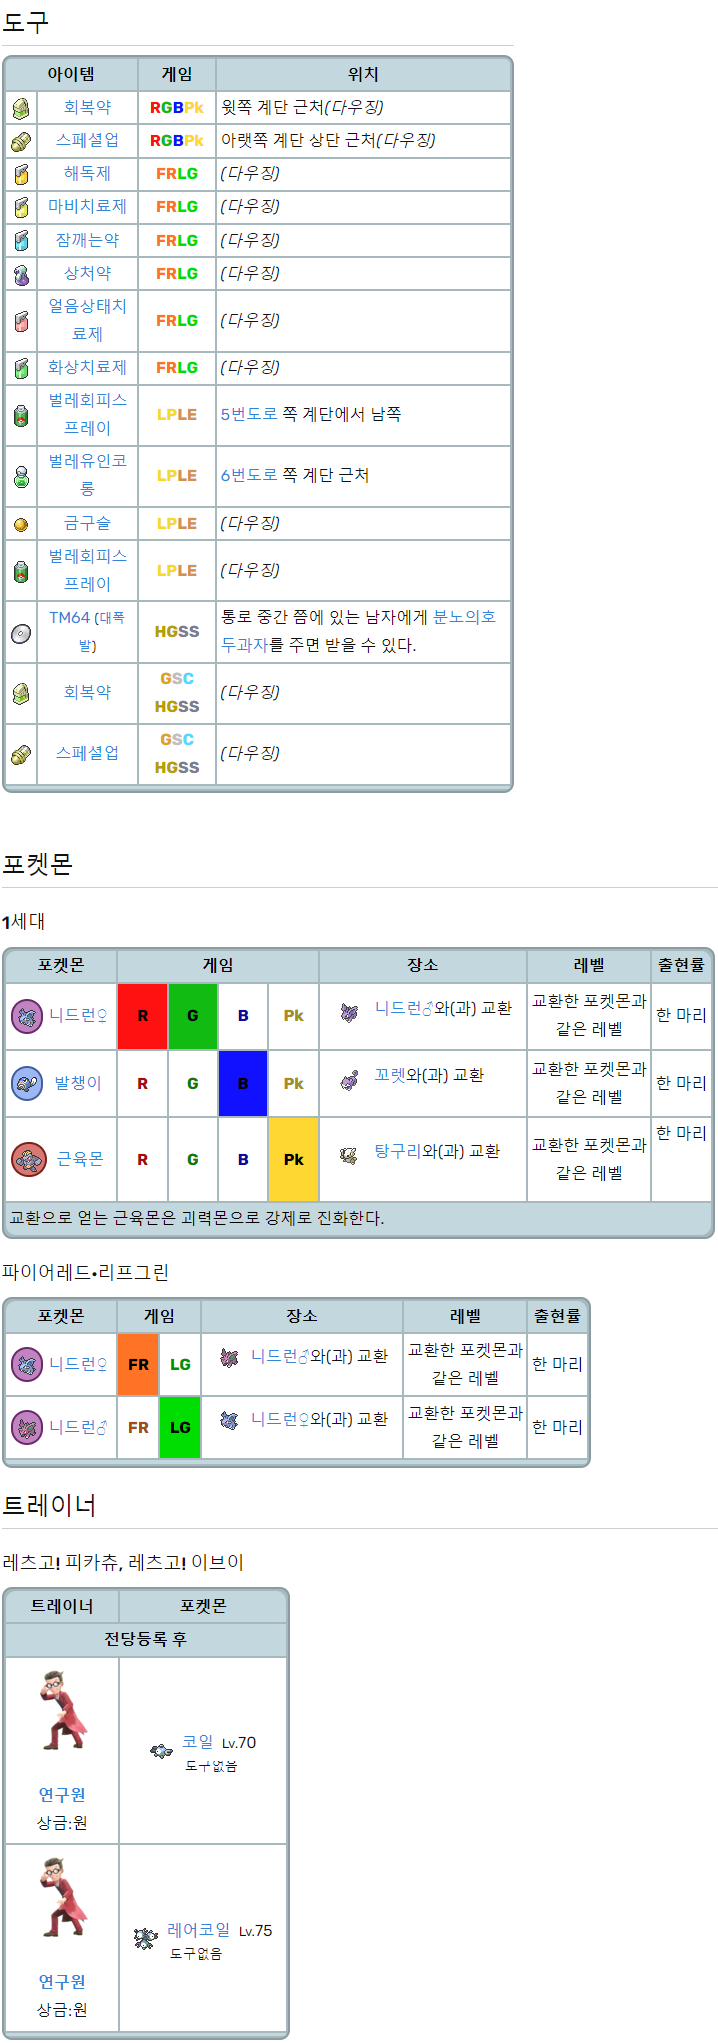 도구
아이템 게임 위치
회복약 RGBPk 윗쪽 계단 근처(다우징)
스페셜업 RGBPk 아랫쪽 계단 상단 근처(다우징)
해독제 FRLG (다우징)
마비치료제 FRLG (다우징)
잠깨는약 FRLG (다우징)
상처약 FRLG (다우징)
얼음상태치
료제 FRLG (다우징)
화상치료제 FRLG (다우징)
벌레회피스
프레이 LPLE 5번도로 쪽 계단에서 남쪽
벌레유인코
롱 LPLE 6번도로 쪽 계단 근처
금구슬 LPLE (다우징)
벌레회피스
프레이 LPLE (다우징)
TM64 (대폭
발) HGSS 통로 중간 쯤에 있는 남자에게 분노의호
두과자를 주면 받을 수 있다.
회복약 GSC
HGSS (다우징)
스페셜업 GSC
HGSS (다우징)
포켓몬
1세대
포켓몬 게임 장소 레벨 출현률
니드런♀ R G B Pk 니드런♂와(과) 교환 교환한 포켓몬과
같은 레벨 한 마리
발챙이 R G B Pk 꼬렛와(과) 교환 교환한 포켓몬과
같은 레벨 한 마리
근육몬 R G B Pk 탕구리와(과) 교환 교환한 포켓몬과
같은 레벨 한 마리
교환으로 얻는 근육몬은 괴력몬으로 강제로 진화한다.
파이어레드•리프그린
포켓몬 게임 장소 레벨 출현률
니드런♀ FR LG 니드런♂와(과) 교환 교환한 포켓몬과
같은 레벨 한 마리
니드런♂ FR LG 니드런♀와(과) 교환 교환한 포켓몬과
같은 레벨 한 마리
트레이너
레츠고! 피카츄, 레츠고! 이브이
트레이너 포켓몬
전당등록 후
코일 Lv.70
도구없음
연구원
상금:원
레어코일 Lv.75
도구없음
연구원
상금:원